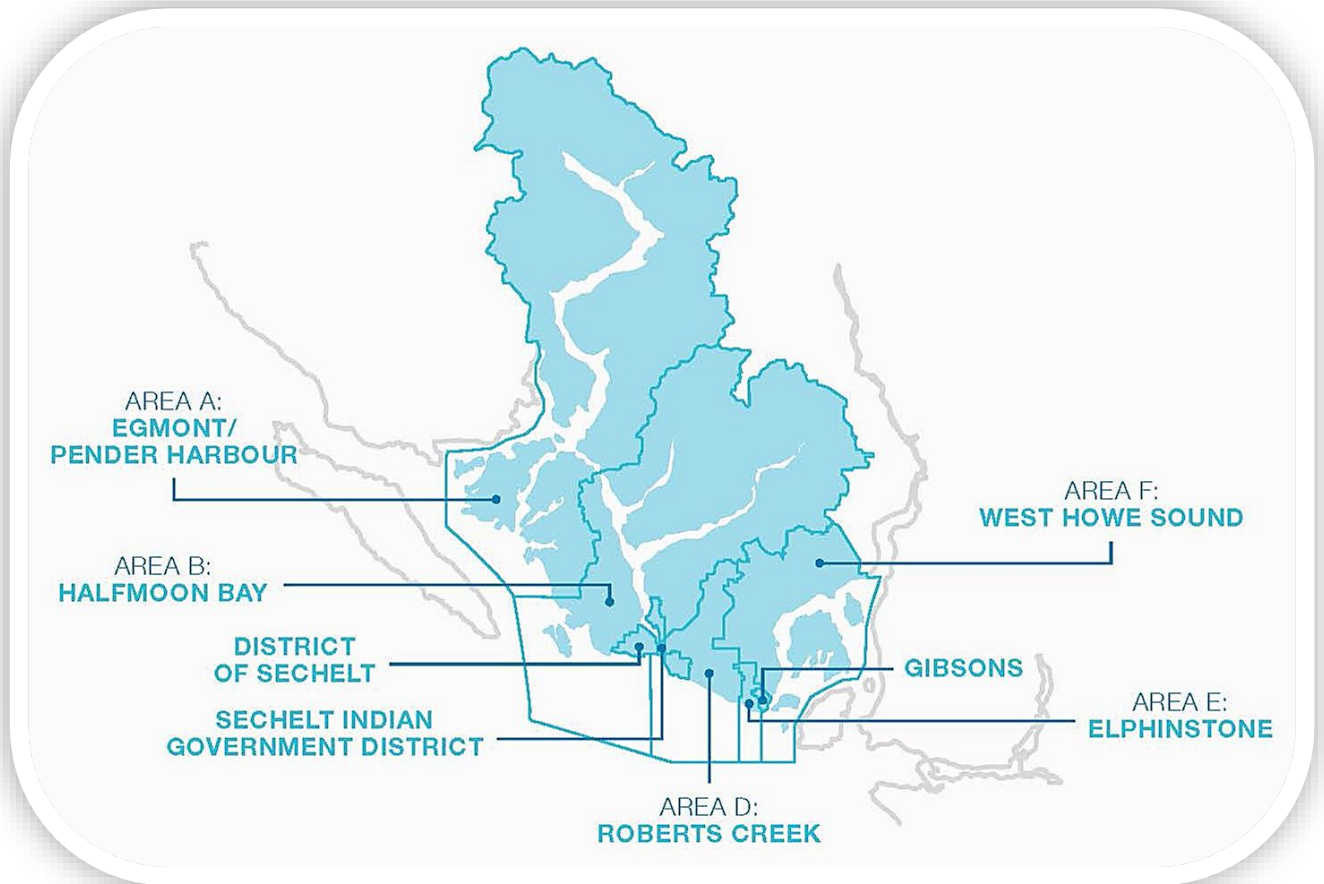 AREA A:
EGMONT/
PENDER HARBOUR
AREA F:
WEST HOWE SOUND
AREA B:
HALFMOON BAY
DISTRICT
OF SECHELT
GIBSONS
SECHELT INDIAN
GOVERNMENT DISTRICT
AREA E:
ELPHINSTONE
AREA D:
ROBERTS CREEK